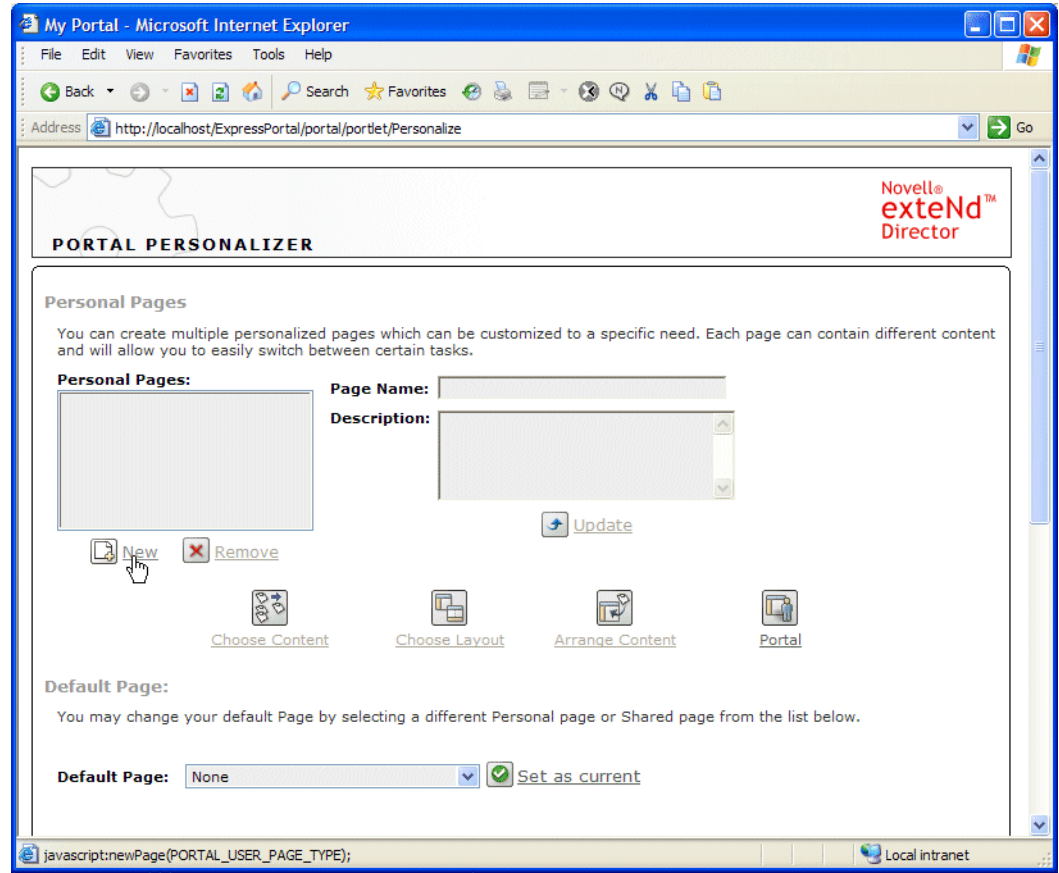 My Portal - Microsoft Internet Explorer
File Edit View Favorites Tools Help
Back Search Favorites
Address http://localhost/ExpressPortal/portal/portlet/Personalize Go
Novell®
exteNd™
Director
PORTAL PERSONALIZER
Personal Pages
You can create multiple personalized pages which can be customized to a specific need. Each page can contain different content
and will allow you to easily switch between certain tasks.
Personal Pages:
Page Name:
Description:
Update
New Remove
Choose Content Choose Layout Arrange Content Portal
Default Page:
You may change your default Page by selecting a different Personal page or Shared page from the list below.
Default Page: None Set as current
javascript:newPage(PORTAL_USER_PAGE_TYPE); Local intranet